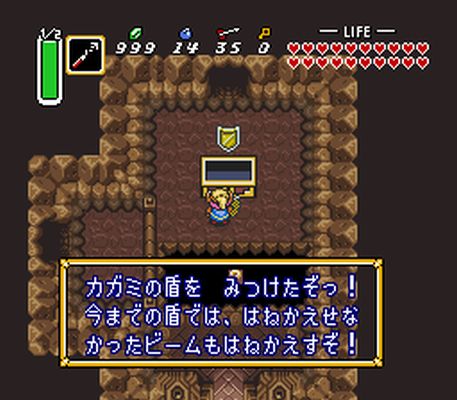 1/2
999 14 35 0
— LIFE —
カガミの盾を みつけたぞっ！
今までの盾では、はねかえせな
かったビームもはねかえすぞ！